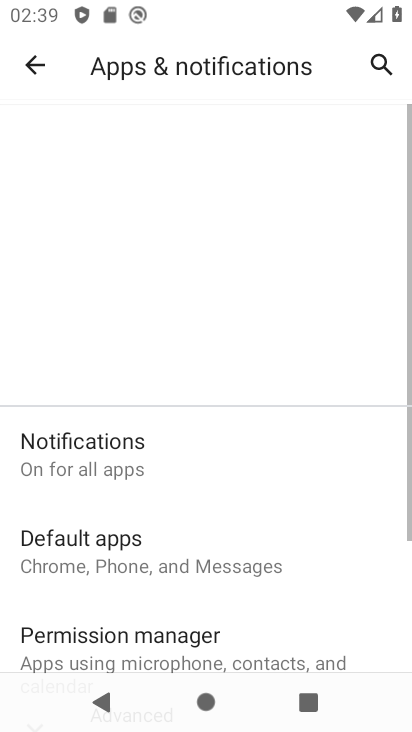 02:39
Apps & notifications
Notifications
On for all apps
Default apps
Chrome, Phone, and Messages
Permission manager
Apps using microphone, contacts, and
calendar
Advanced